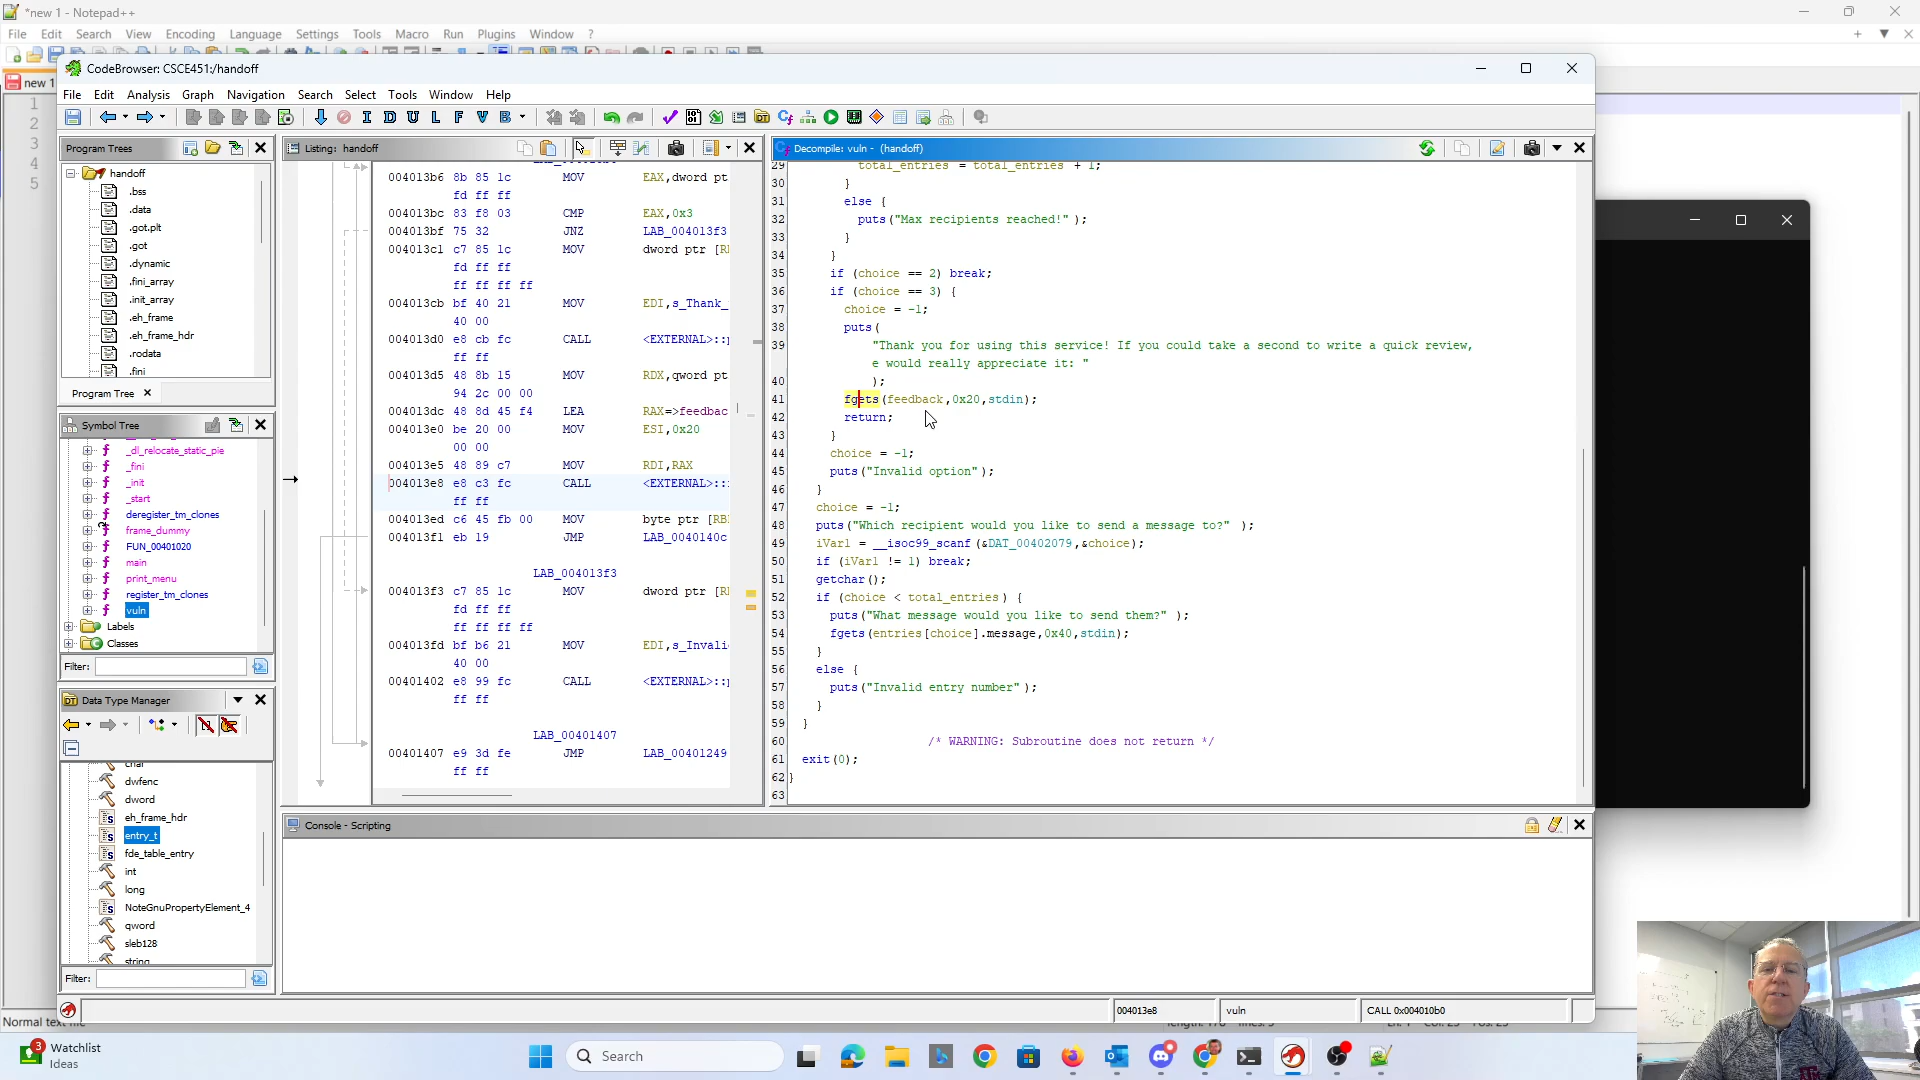 *new 1 - Notepad++
File Edit Search View Encoding Language Settings Tools Macro Run Plugins Window ?
CodeBrowser: CSCE451:/handoff
new 1
File Edit Analysis Graph Navigation Search Select Tools Window Help
1
2
3
4
5
I D U L F V B
Program Trees
handoff
.bss
.data
.got.plt
.got
.dynamic
.fini_array
.init_array
.eh_frame
.eh_frame_hdr
.rodata
.fini
Program Tree
Symbol Tree
_dl_relocate_static_pie
_fini
_init
_start
deregister_tm_clones
frame_dummy
FUN_00401020
main
print_menu
register_tm_clones
vuln
Labels
Classes
Filter:
Data Type Manager
char
dwfenc
dword
eh_frame_hdr
entry_t
fde_table_entry
int
long
NoteGnuPropertyElement_4
qword
sleb128
string
Filter:
Listing: handoff
004013b6 8b 85 1c MOV EAX,dword pt
fd ff ff
004013bc 83 f8 03 CMP EAX,0x3
004013bf 75 32 JNZ LAB_004013f3
004013c1 c7 85 1c MOV dword ptr [R
fd ff ff
ff ff ff ff
004013cb bf 40 21 MOV EDI,s_Thank_
40 00
004013d0 e8 cb fc CALL <EXTERNAL>::
ff ff
004013d5 48 8b 15 MOV RDX,qword pt
94 2c 00 00
004013dc 48 8d 45 f4 LEA RAX=>feedbac
004013e0 be 20 00 MOV ESI,0x20
00 00
004013e5 48 89 c7 MOV RDI,RAX
004013e8 e8 c3 fc CALL <EXTERNAL>::
ff ff
004013ed c6 45 fb 00 MOV byte ptr [RB
004013f1 eb 19 JMP LAB_0040140c
LAB_004013f3
004013f3 c7 85 1c MOV dword ptr [R
fd ff ff
ff ff ff ff
004013fd bf b6 21 MOV EDI,s_Invali
40 00
00401402 e8 99 fc CALL <EXTERNAL>::
ff ff
LAB_00401407
00401407 e9 3d fe JMP LAB_00401249
ff ff
Decompile: vuln - (handoff)
29 total_entries = total_entries + 1;
30 }
31 else {
32 puts("Max recipients reached!" );
33 }
34 }
35 if (choice == 2) break;
36 if (choice == 3) {
37 choice = -1;
38 puts(
39 "Thank you for using this service! If you could take a second to write a quick review,
e would really appreciate it: "
40 );
41 fgets(feedback,0x20,stdin);
42 return;
43 }
44 choice = -1;
45 puts("Invalid option");
46 }
47 choice = -1;
48 puts("Which recipient would you like to send a message to?" );
49 iVar1 = __isoc99_scanf(&DAT_00402079,&choice);
50 if (iVar1 != 1) break;
51 getchar();
52 if (choice < total_entries) {
53 puts("What message would you like to send them?" );
54 fgets(entries[choice].message,0x40,stdin);
55 }
56 else {
57 puts("Invalid entry number" );
58 }
59 }
60 /* WARNING: Subroutine does not return */
61 exit(0);
62 }
63
Console - Scripting
004013e8 vuln CALL 0x004010b0
Normal text file
3
Watchlist
Ideas
Search